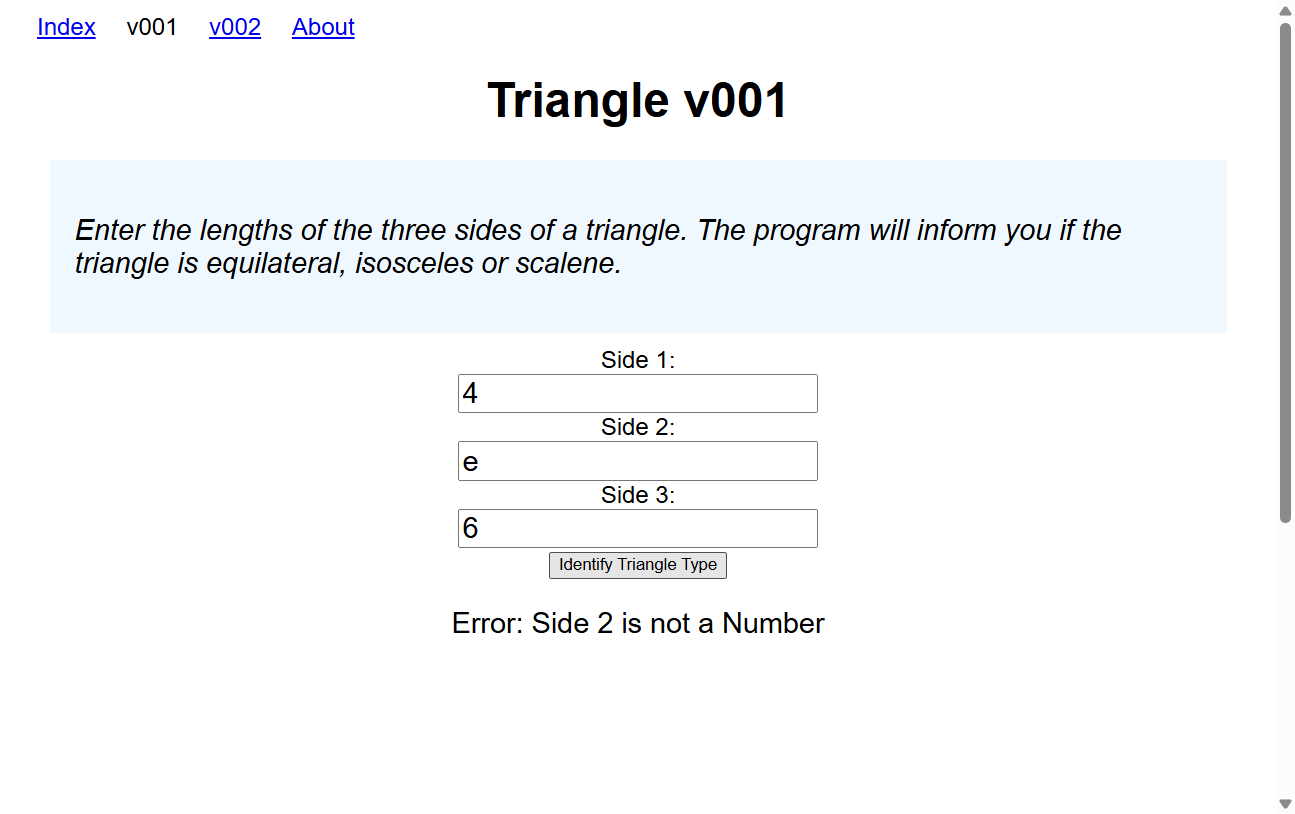 Index v001 v002 About
Triangle v001
Enter the lengths of the three sides of a triangle. The program will inform you if the
triangle is equilateral, isosceles or scalene.
Side 1:
4
Side 2:
e
Side 3:
6
Identify Triangle Type
Error: Side 2 is not a Number